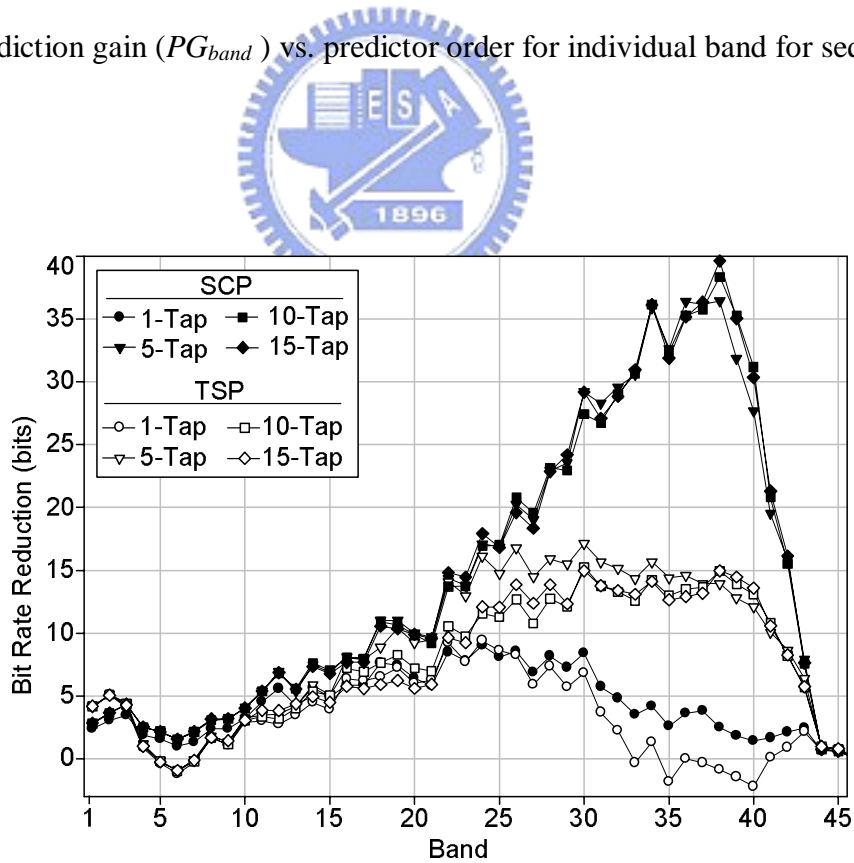 diction gain (PGband ) vs. predictor order for individual band for sec
E S A
1896
SCP
1-Tap 10-Tap
5-Tap 15-Tap
TSP
1-Tap 10-Tap
5-Tap 15-Tap
Bit Rate Reduction (bits)
40
35
30
25
20
15
10
5
0
1 5 10 15 20 25 30 35 40 45
Band